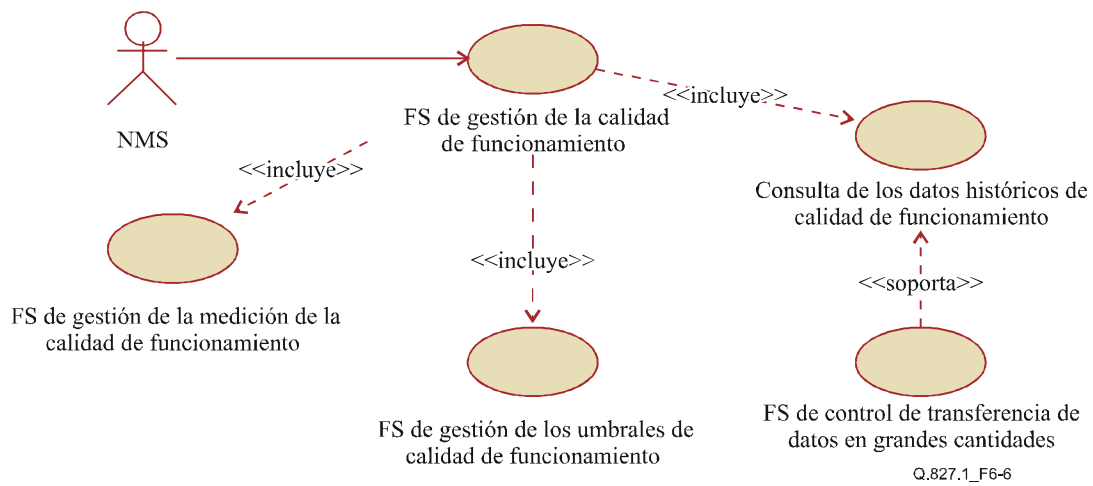 NMS
FS de gestión de la calidad
de funcionamiento
<<incluye>>
<<incluye>>
<<incluye>>
Consulta de los datos históricos de
calidad de funcionamiento
<<soporta>>
FS de gestión de la medición de la
calidad de funcionamiento
FS de gestión de los umbrales de
calidad de funcionamiento
FS de control de transferencia de
datos en grandes cantidades
Q.827.1_F6-6